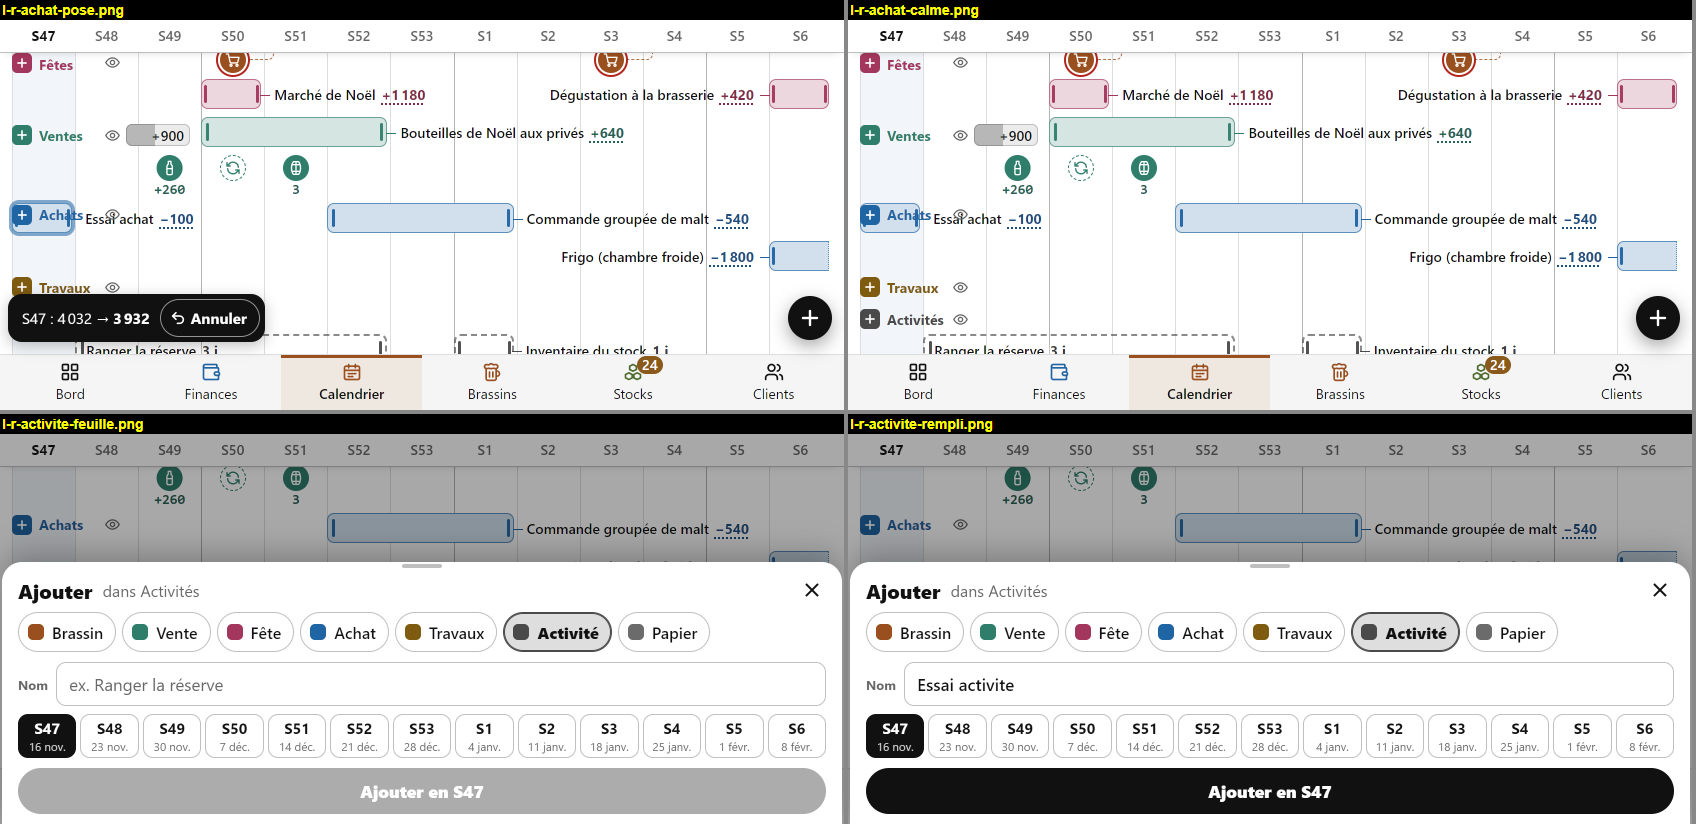 l-r-achat-pose.png
S47 S48 S49 S50 S51 S52 S53 S1 S2 S3 S4 S5 S6
Fêtes
Marché de Noël +1 180
Dégustation à la brasserie +420
Ventes
+900
Bouteilles de Noël aux privés +640
+260
3
Achats
Essai achat −100
Commande groupée de malt −540
Frigo (chambre froide) −1 800
Travaux
S47 : 4 032 → 3 932 Annuler
Ranger la réserve 3 j
Inventaire du stock 1 j
24
Bord Finances Calendrier Brassins Stocks Clients
l-r-achat-calme.png
S47 S48 S49 S50 S51 S52 S53 S1 S2 S3 S4 S5 S6
Fêtes
Marché de Noël +1 180
Dégustation à la brasserie +420
Ventes
+900
Bouteilles de Noël aux privés +640
+260
3
Achats
Essai achat −100
Commande groupée de malt −540
Frigo (chambre froide) −1 800
Travaux
Activités
Ranger la réserve 3 j
Inventaire du stock 1 j
24
Bord Finances Calendrier Brassins Stocks Clients
l-r-activite-feuille.png
S47 S48 S49 S50 S51 S52 S53 S1 S2 S3 S4 S5 S6
+260
3
Achats
Commande groupée de malt −540
Ajouter dans Activités
Brassin Vente Fête Achat Travaux Activité Papier
Nom ex. Ranger la réserve
S47 S48 S49 S50 S51 S52 S53 S1 S2 S3 S4 S5 S6
16 nov. 23 nov. 30 nov. 7 déc. 14 déc. 21 déc. 28 déc. 4 janv. 11 janv. 18 janv. 25 janv. 1 févr. 8 févr.
Ajouter en S47
l-r-activite-rempli.png
S47 S48 S49 S50 S51 S52 S53 S1 S2 S3 S4 S5 S6
+260
3
Achats
Commande groupée de malt −540
Ajouter dans Activités
Brassin Vente Fête Achat Travaux Activité Papier
Nom Essai activite
S47 S48 S49 S50 S51 S52 S53 S1 S2 S3 S4 S5 S6
16 nov. 23 nov. 30 nov. 7 déc. 14 déc. 21 déc. 28 déc. 4 janv. 11 janv. 18 janv. 25 janv. 1 févr. 8 févr.
Ajouter en S47